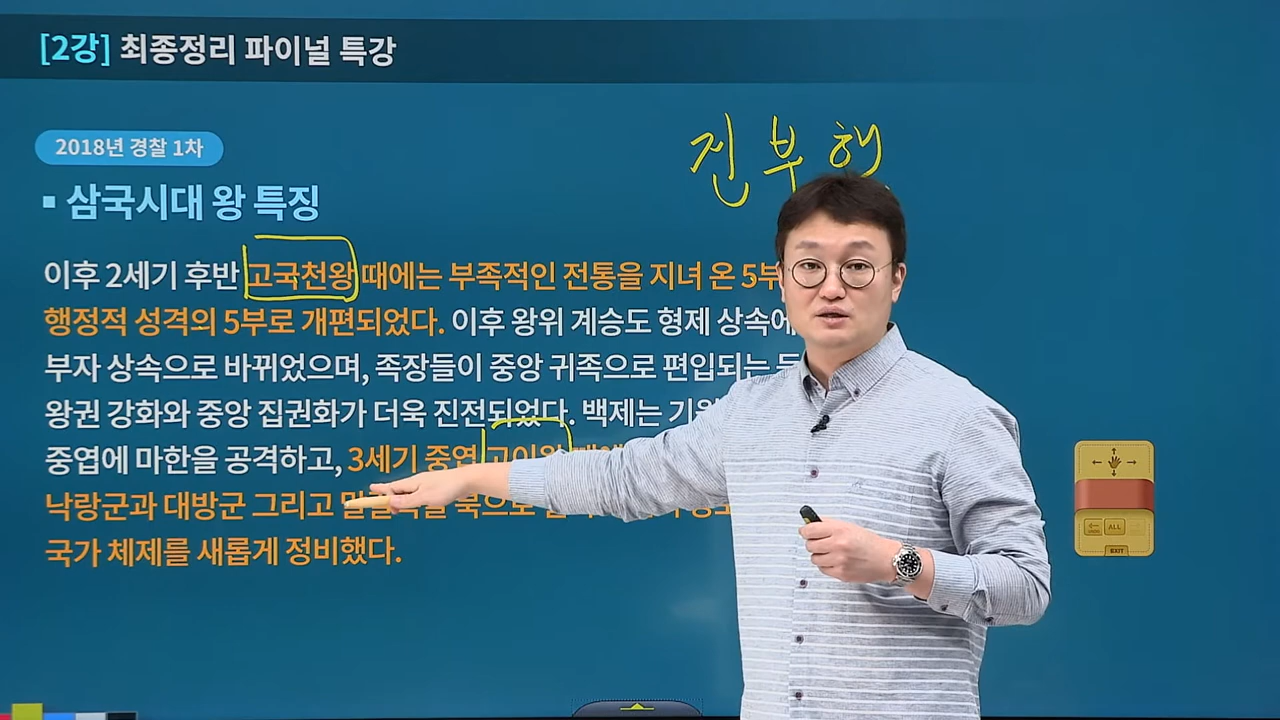 [2강] 최종정리 파이널 특강
진부해
2018년 경찰 1차
▪ 삼국시대 왕 특징
이후 2세기 후반 고국천왕 때에는 부족적인 전통을 지녀 온 5부
행정적 성격의 5부로 개편되었다. 이후 왕위 계승도 형제 상속에
부자 상속으로 바뀌었으며, 족장들이 중앙 귀족으로 편입되는
왕권 강화와 중앙 집권화가 더욱 진전되었다. 백제는
중엽에 마한을 공격하고, 3세기 중엽 고이왕
낙랑군과 대방군 그리고 북으로
국가 체제를 새롭게 정비했다.
ALL
EXIT